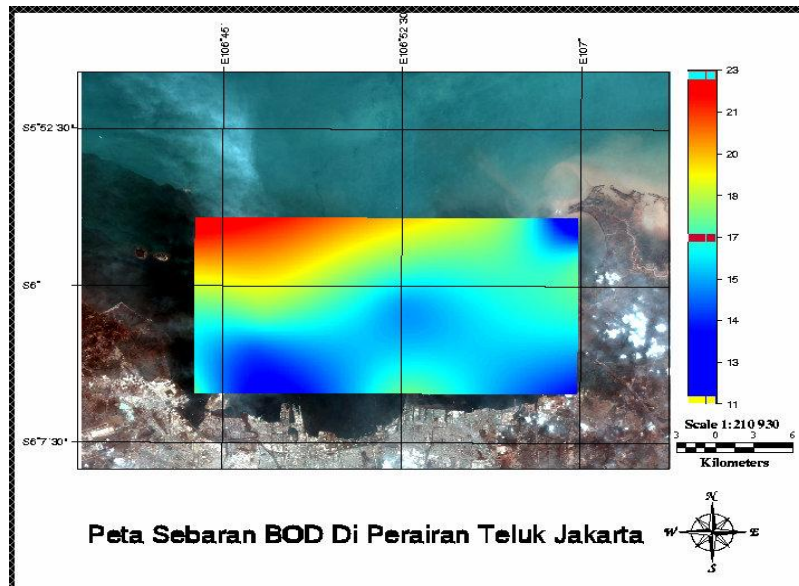 E106°45'
E106°52'30"
E107°
S5°52'30"
S6°
S6°7'30"
23
21
20
18
17
15
14
13
11
Scale 1:210 930
3 0 3 6
Kilometers
Peta Sebaran BOD Di Perairan Teluk Jakarta
N
W E
S